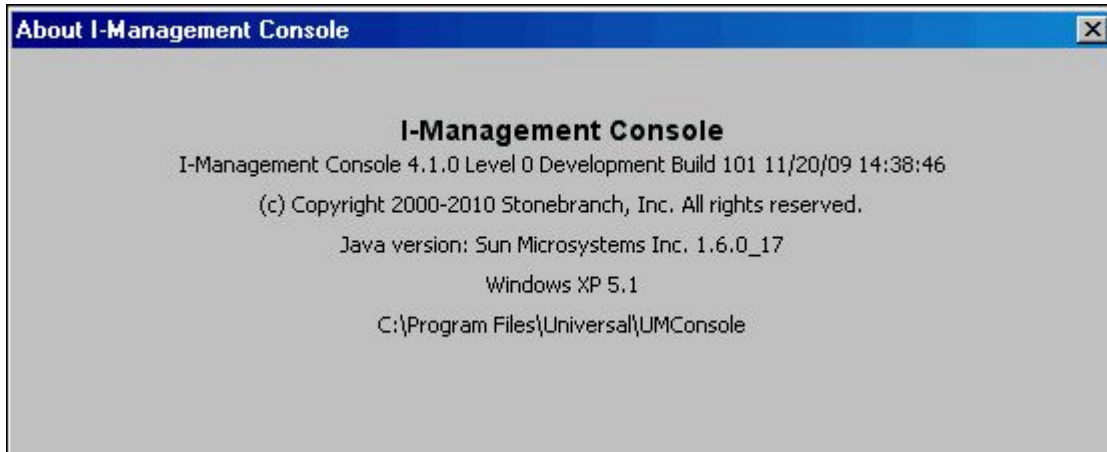 About I-Management Console
I-Management Console
I-Management Console 4.1.0 Level 0 Development Build 101 11/20/09 14:38:46
(c) Copyright 2000-2010 Stonebranch, Inc. All rights reserved.
Java version: Sun Microsystems Inc. 1.6.0_17
Windows XP 5.1
C:\Program Files\Universal\UMConsole